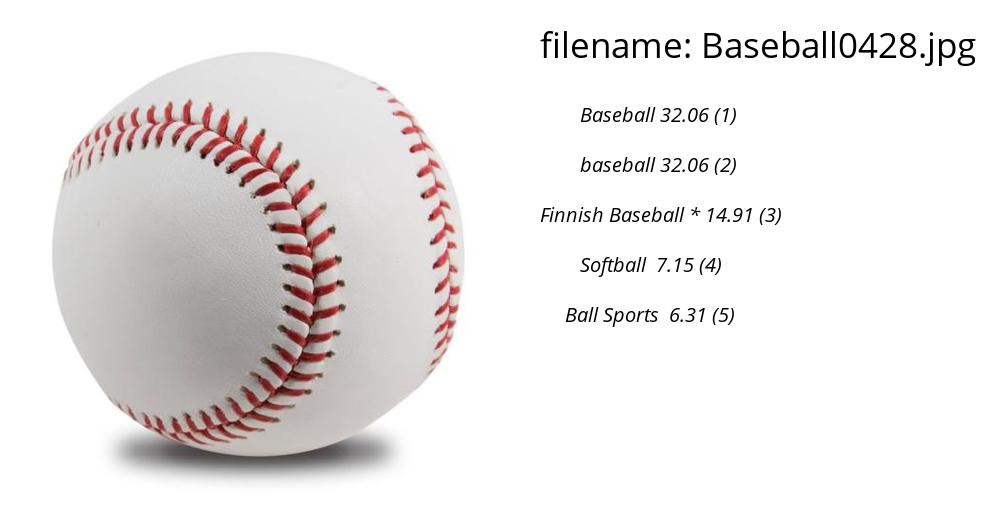 filename: Baseball0428.jpg
Baseball 32.06 (1)
baseball 32.06 (2)
Finnish Baseball * 14.91 (3)
Softball 7.15 (4)
Ball Sports 6.31 (5)